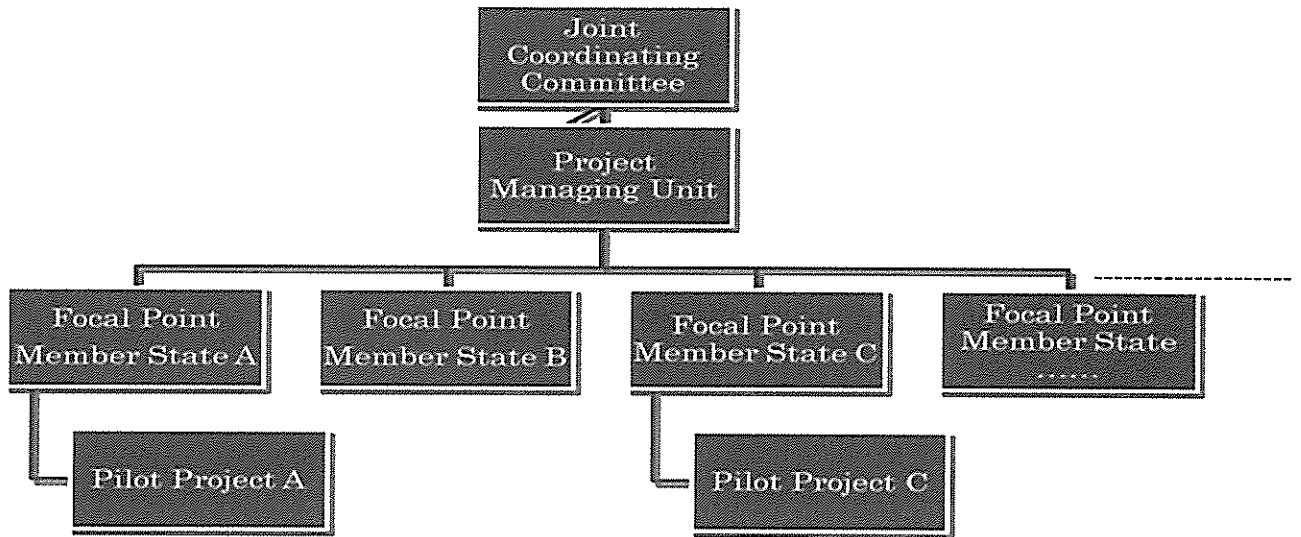 Joint
Coordinating
Committee
Project
Managing Unit
Focal Point
Member State A
Focal Point
Member State B
Focal Point
Member State C
Focal Point
Member State
......
Pilot Project A
Pilot Project C